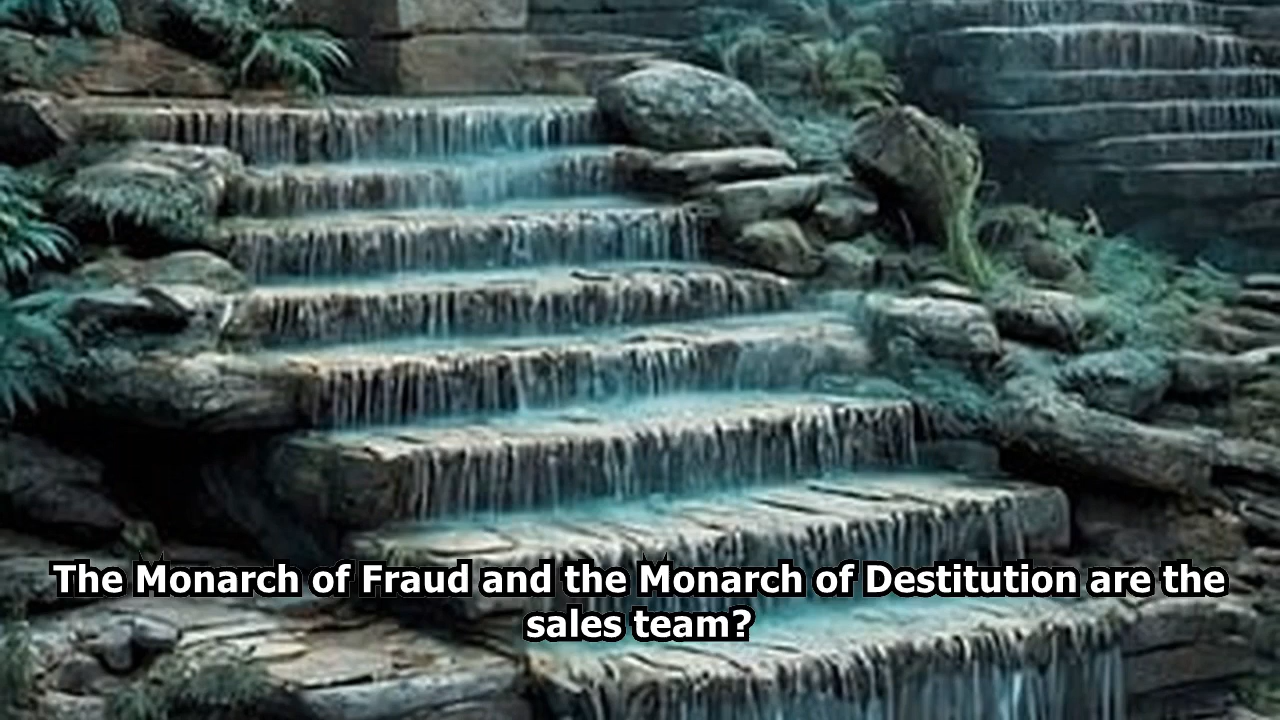 The Monarch of Fraud and the Monarch of Destitution are the
sales team?